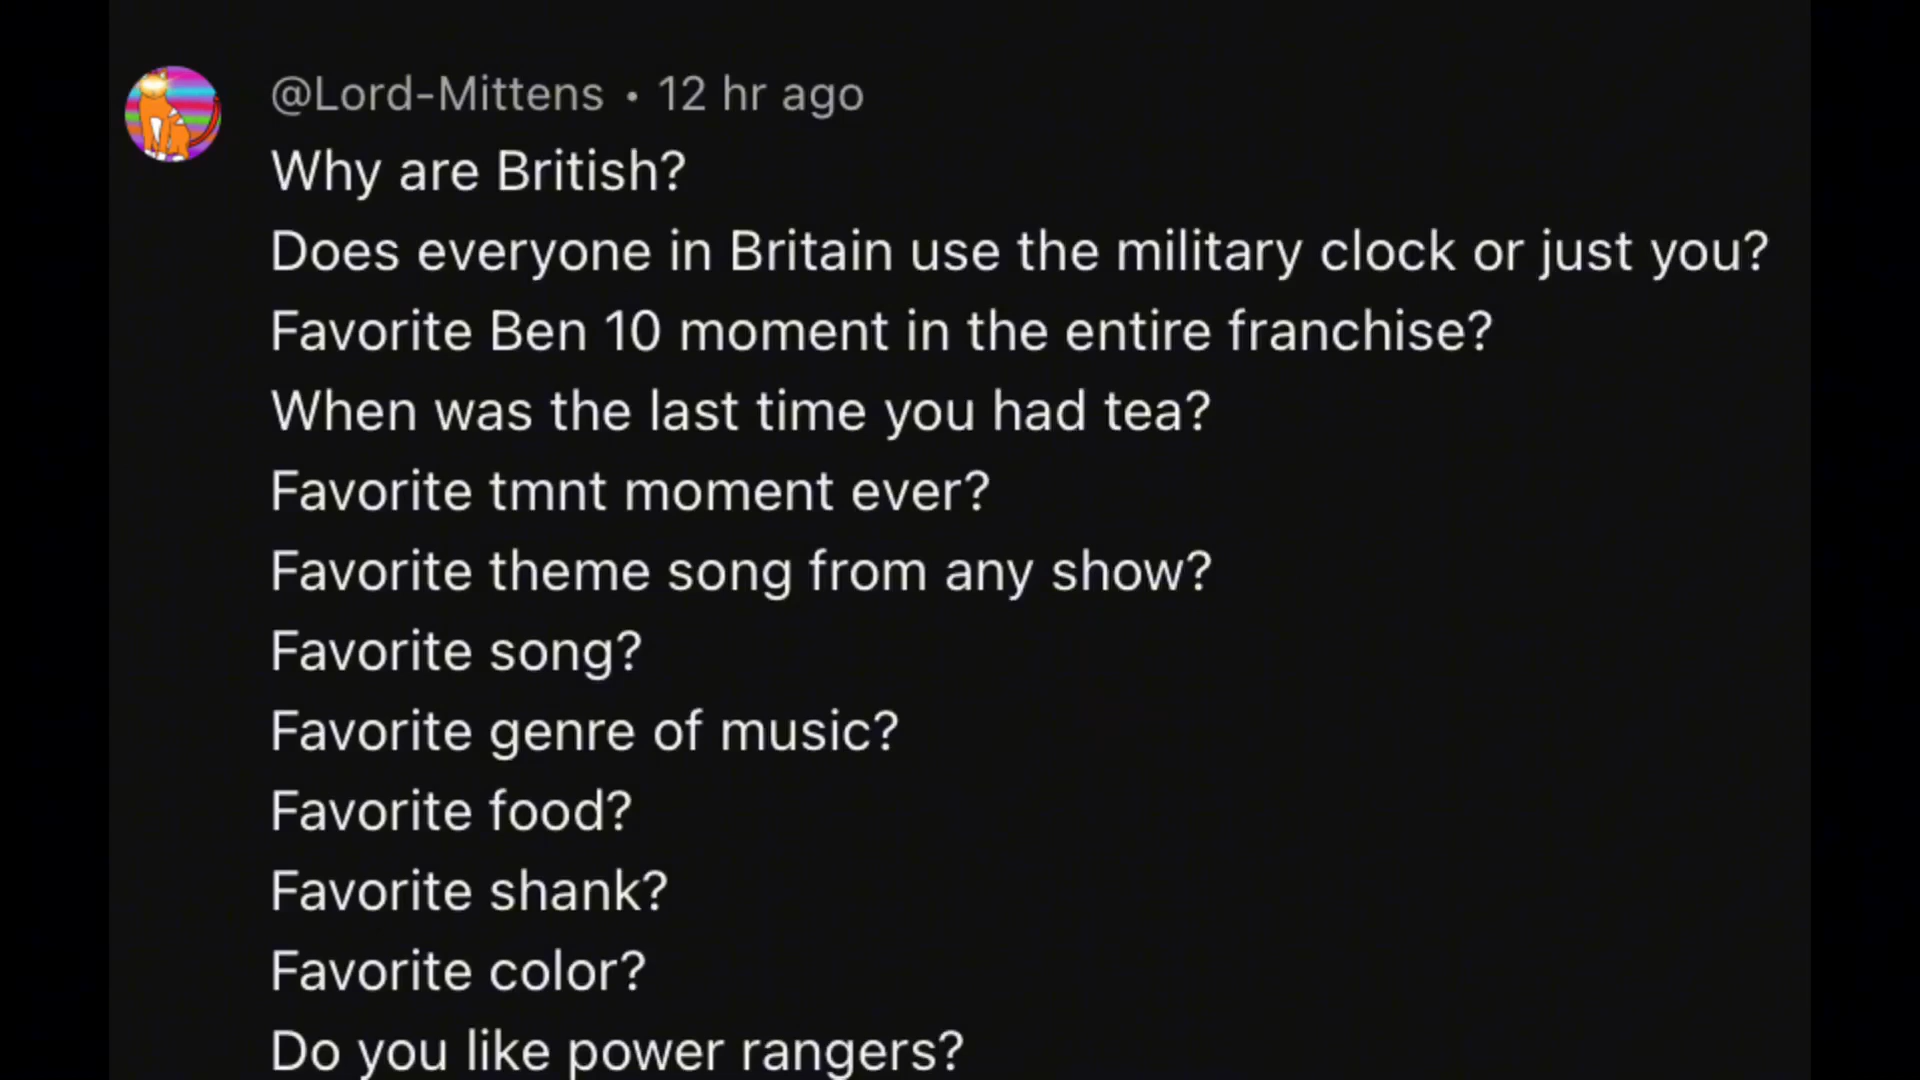 @Lord-Mittens • 12 hr ago
Why are British?
Does everyone in Britain use the military clock or just you?
Favorite Ben 10 moment in the entire franchise?
When was the last time you had tea?
Favorite tmnt moment ever?
Favorite theme song from any show?
Favorite song?
Favorite genre of music?
Favorite food?
Favorite shank?
Favorite color?
Do you like power rangers?